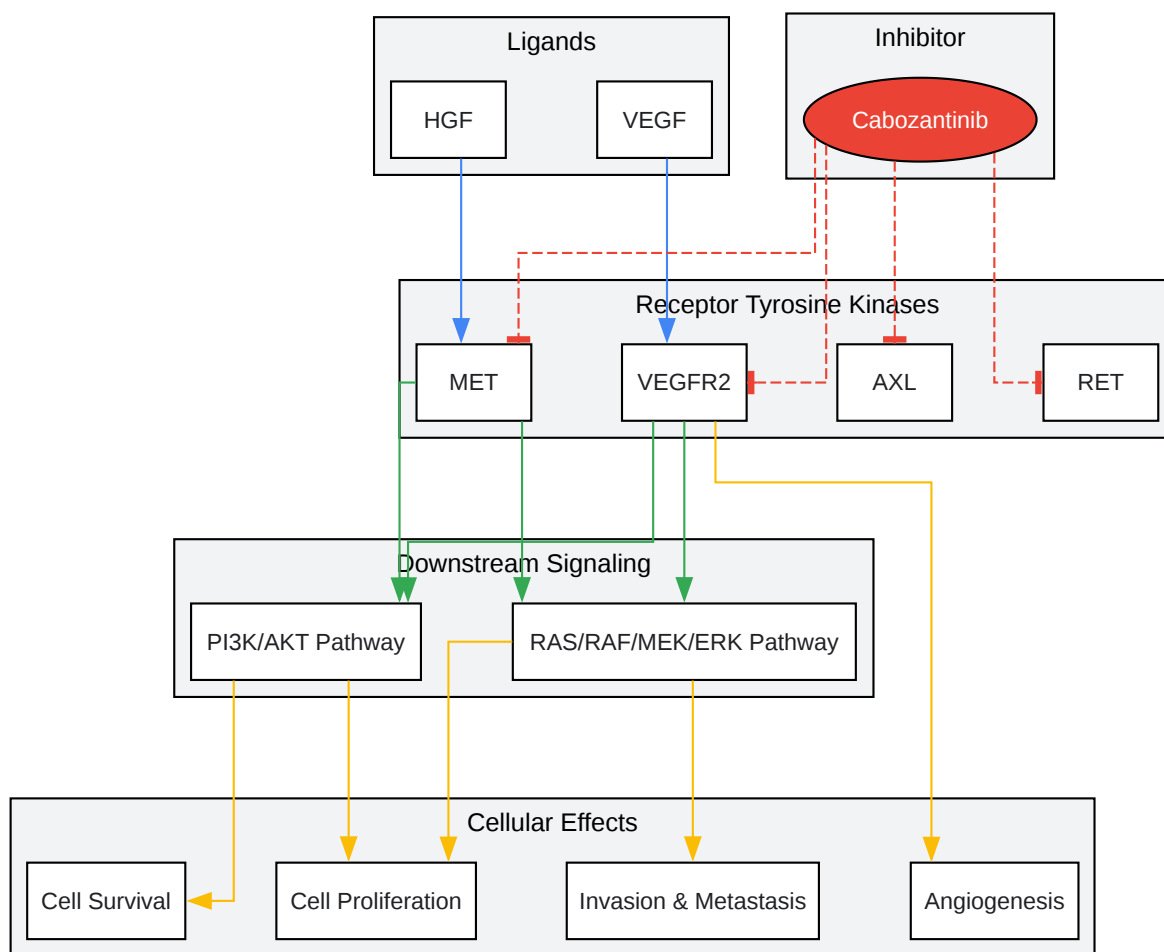 Ligands
Inhibitor
HGF
VEGF
Cabozantinib
Receptor Tyrosine Kinases
MET
VEGFR2
AXL
RET
Downstream Signaling
PI3K/AKT Pathway
RAS/RAF/MEK/ERK Pathway
Cellular Effects
Cell Survival
Cell Proliferation
Invasion & Metastasis
Angiogenesis